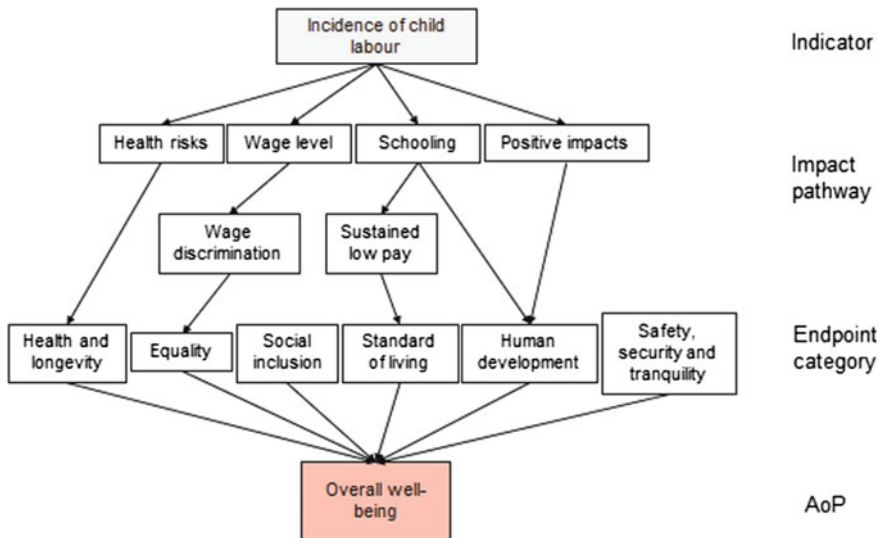 Incidence of child
labour
Indicator
Health risks
Wage level
Schooling
Positive impacts
Impact
pathway
Wage
discrimination
Sustained
low pay
Health and
longevity
Equality
Social
inclusion
Standard
of living
Human
development
Safety,
security and
tranquility
Endpoint
category
Overall well-
being
AoP